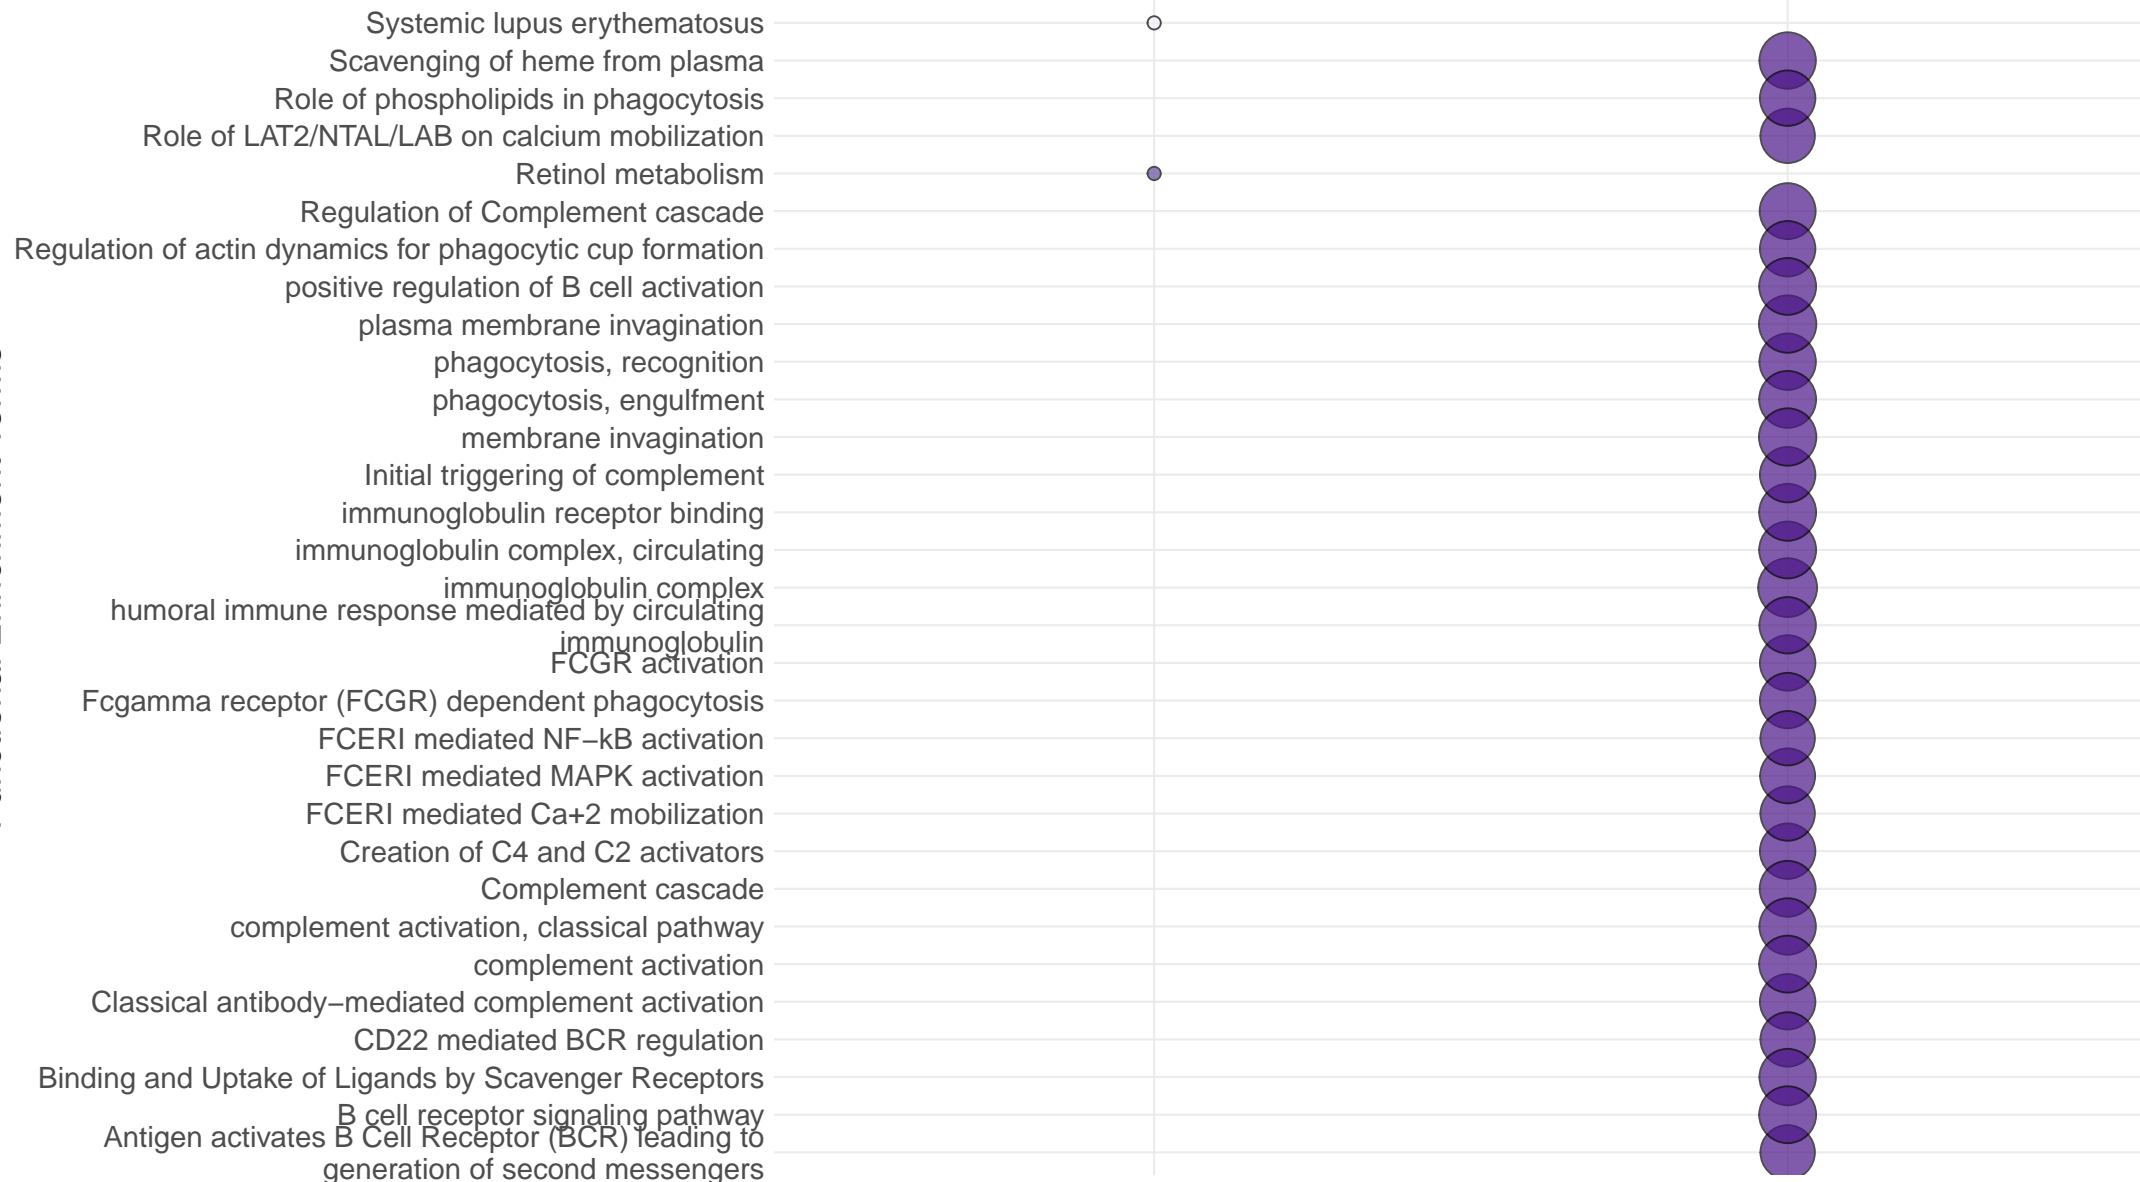 Systemic lupus erythematosus
Scavenging of heme from plasma
Role of phospholipids in phagocytosis
Role of LAT2/NTAL/LAB on calcium mobilization
Retinol metabolism
Regulation of Complement cascade
Regulation of actin dynamics for phagocytic cup formation
positive regulation of B cell activation
plasma membrane invagination
phagocytosis, recognition
phagocytosis, engulfment
membrane invagination
Initial triggering of complement
immunoglobulin receptor binding
immunoglobulin complex, circulating
immunoglobulin complex
humoral immune response mediated by circulating
immunoglobulin
FCGR activation
Fcgamma receptor (FCGR) dependent phagocytosis
FCERI mediated NF−kB activation
FCERI mediated MAPK activation
FCERI mediated Ca+2 mobilization
Creation of C4 and C2 activators
Complement cascade
complement activation, classical pathway
complement activation
Classical antibody−mediated complement activation
CD22 mediated BCR regulation
Binding and Uptake of Ligands by Scavenger Receptors
B cell receptor signaling pathway
Antigen activates B Cell Receptor (BCR) leading to
generation of second messengers